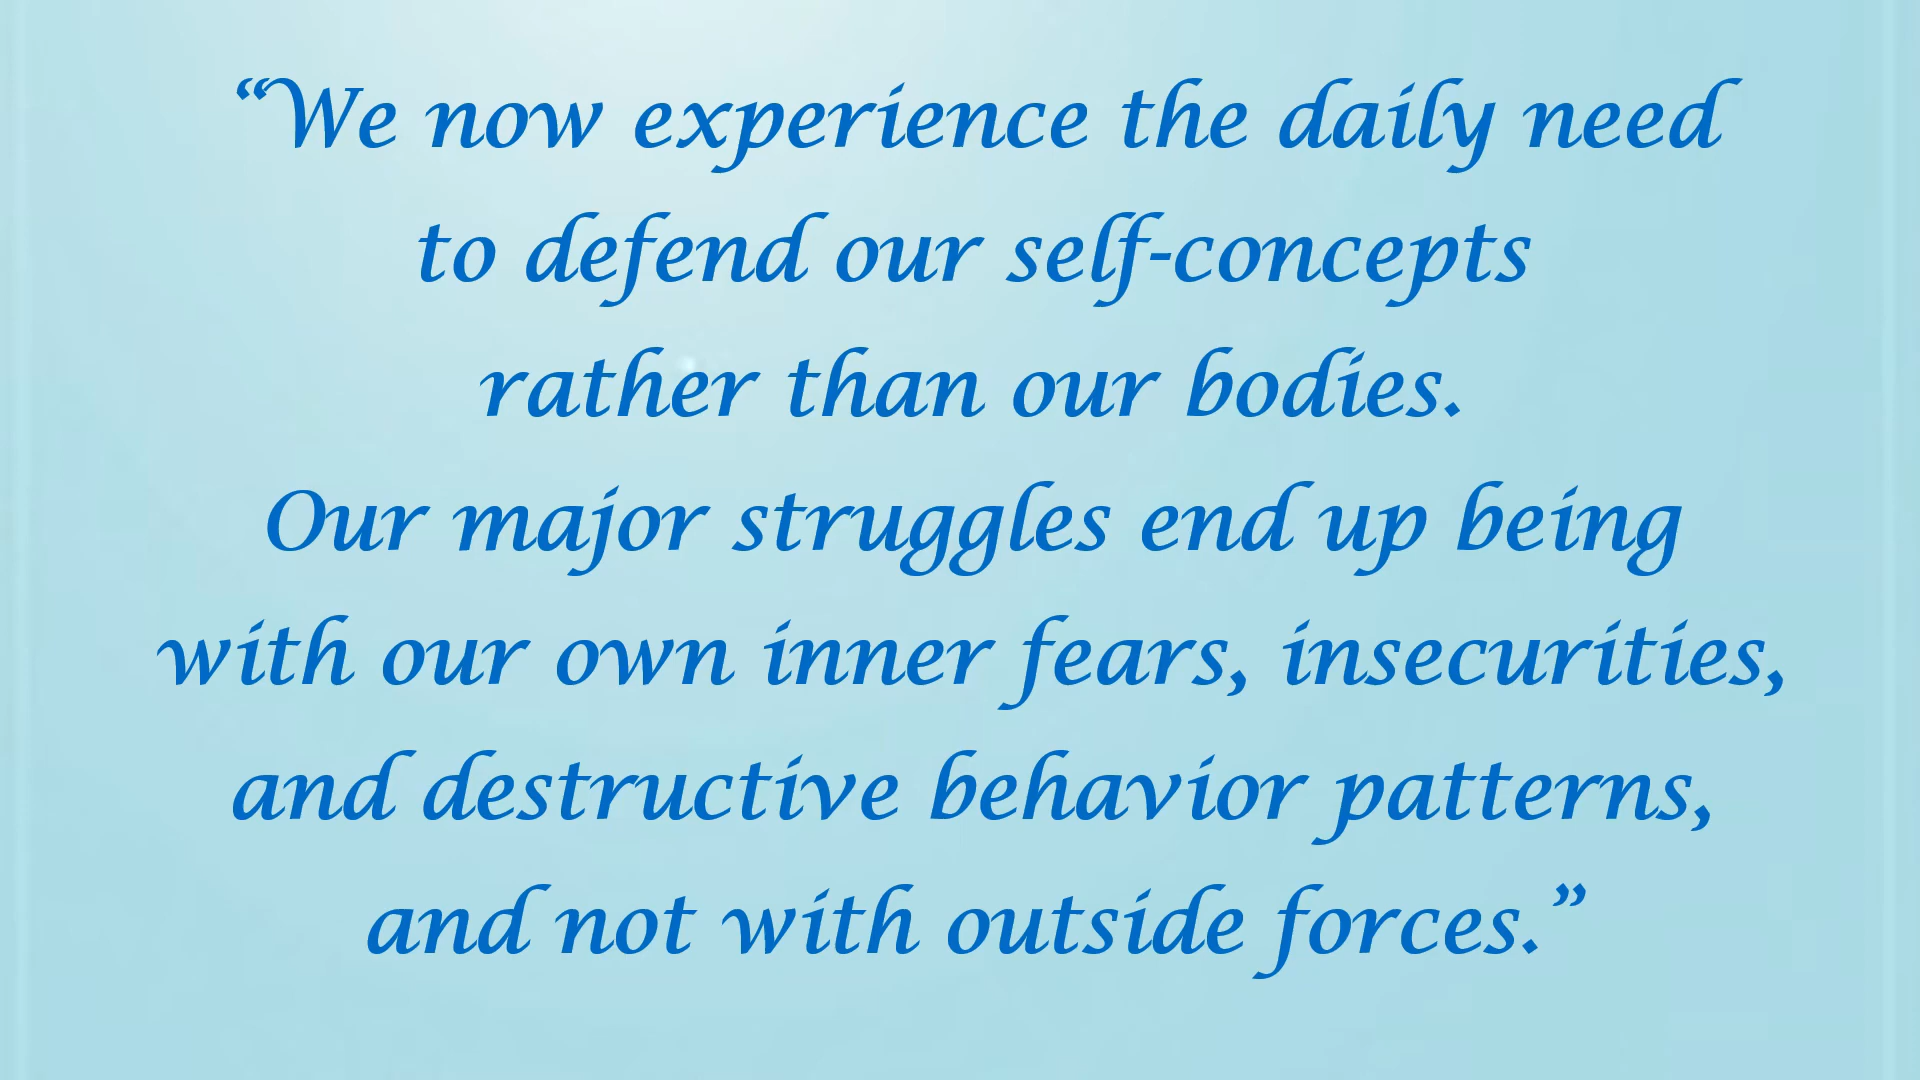 “We now experience the daily need
to defend our self-concepts
rather than our bodies.
Our major struggles end up being
with our own inner fears, insecurities,
and destructive behavior patterns,
and not with outside forces.”